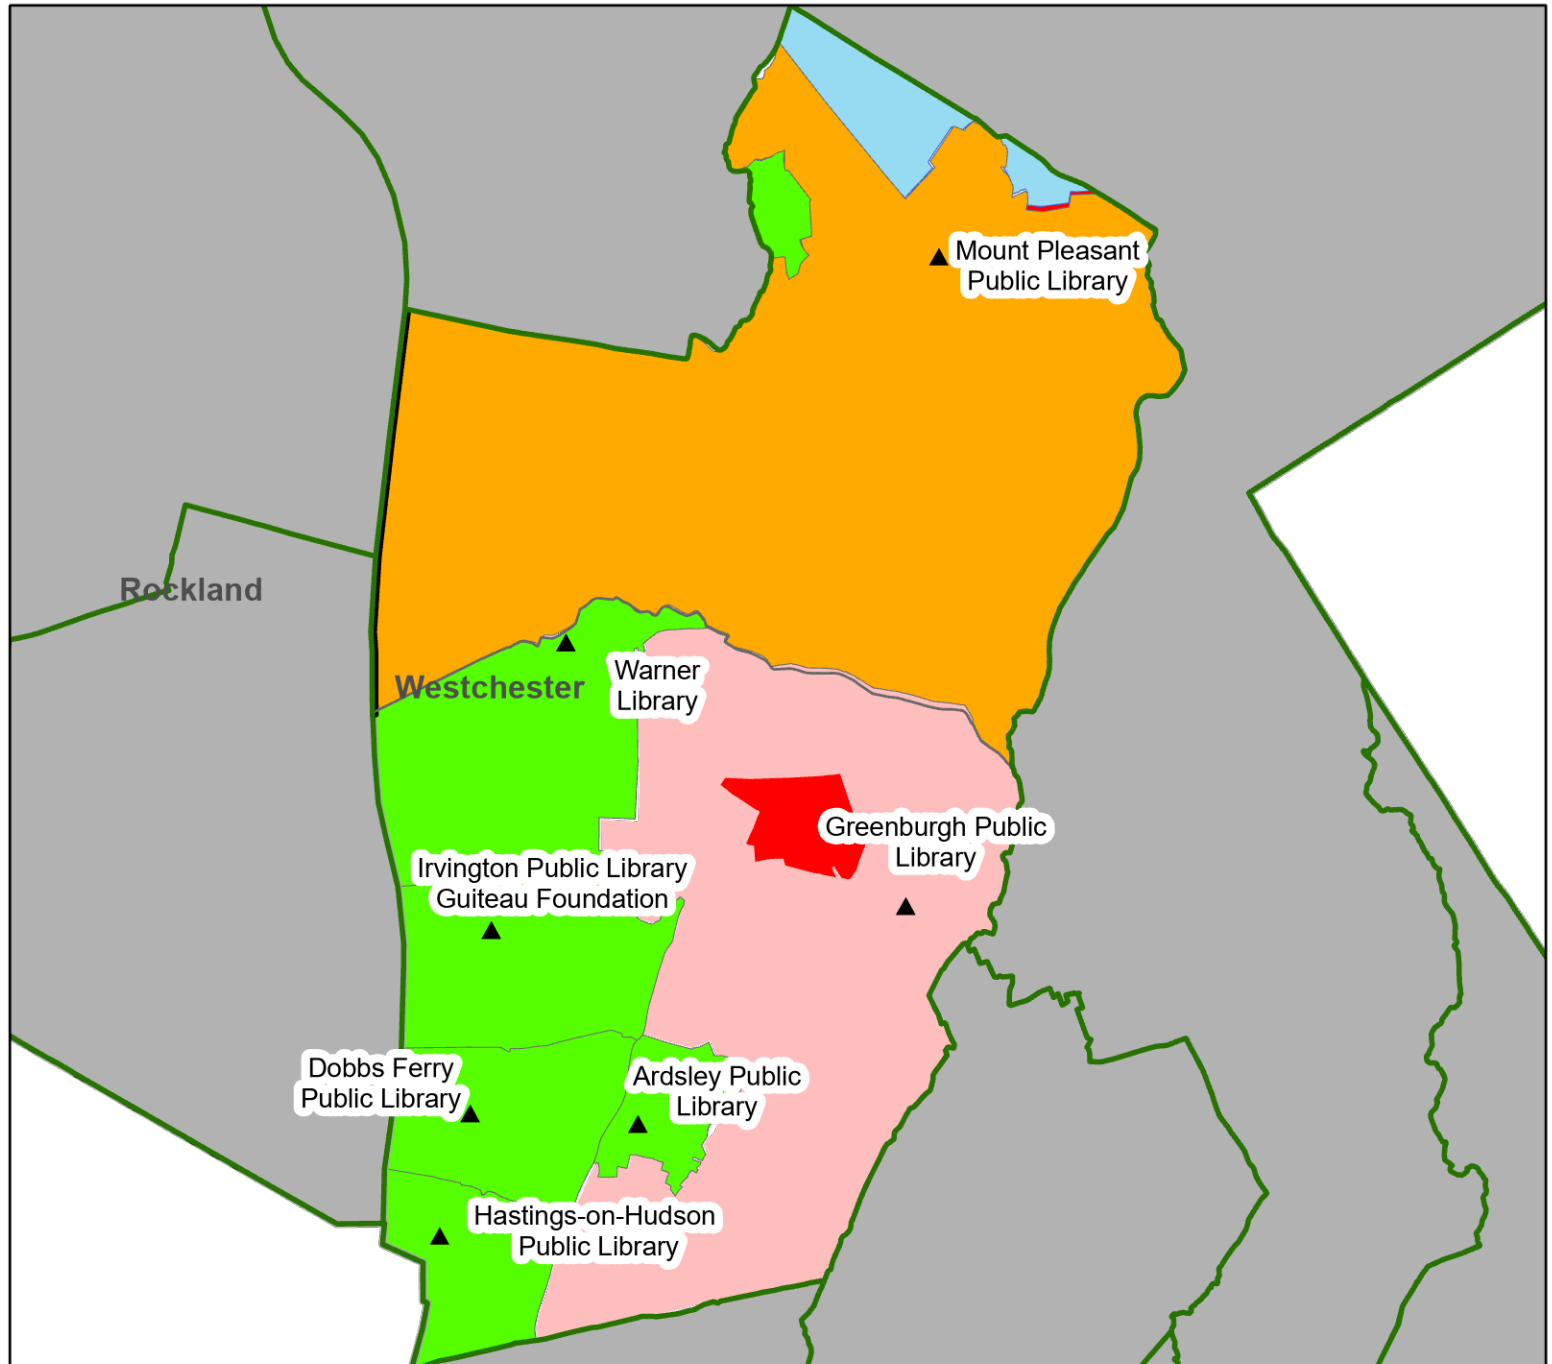 Mount Pleasant
Public Library
Rockland
Warner
Library
Westchester
Greenburgh Public
Library
Irvington Public Library
Guiteau Foundation
Dobbs Ferry
Public Library
Ardsley Public
Library
Hastings-on-Hudson
Public Library